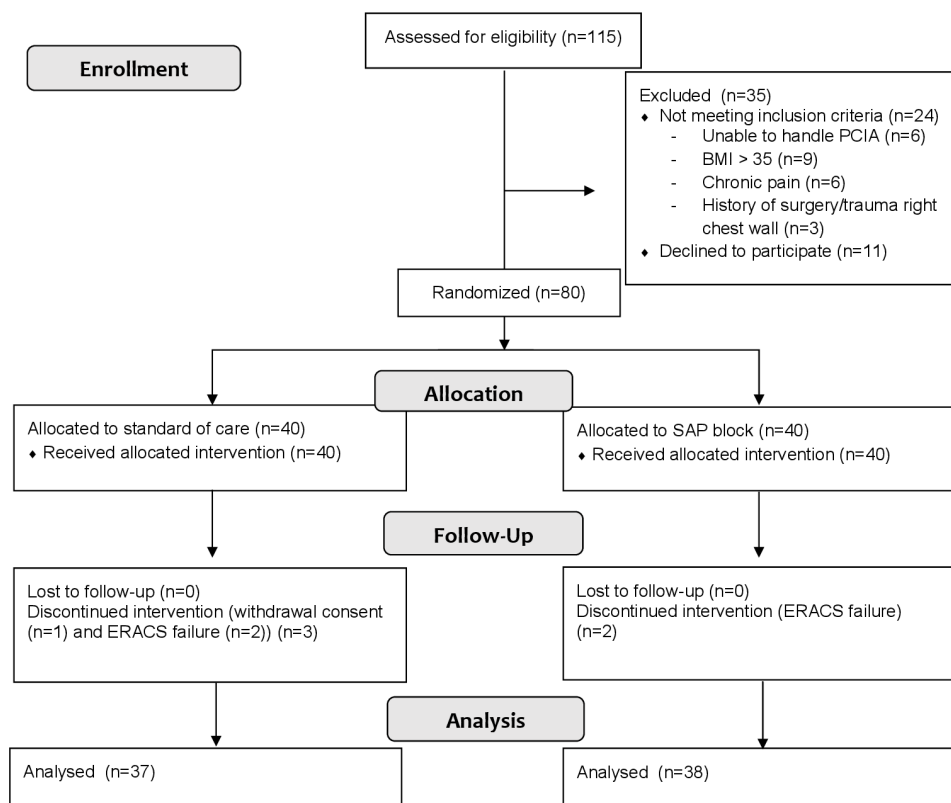 Assessed for eligibility (n=115)
Enrollment
Excluded (n=35)
♦ Not meeting inclusion criteria (n=24)
- Unable to handle PCIA (n=6)
- BMI > 35 (n=9)
- Chronic pain (n=6)
- History of surgery/trauma right
chest wall (n=3)
♦ Declined to participate (n=11)
Randomized (n=80)
Allocation
Allocated to standard of care (n=40)
♦ Received allocated intervention (n=40)
Allocated to SAP block (n=40)
♦ Received allocated intervention (n=40)
Follow-Up
Lost to follow-up (n=0)
Discontinued intervention (withdrawal consent
(n=1) and ERACS failure (n=2)) (n=3)
Lost to follow-up (n=0)
Discontinued intervention (ERACS failure)
(n=2)
Analysis
Analysed (n=37)
Analysed (n=38)